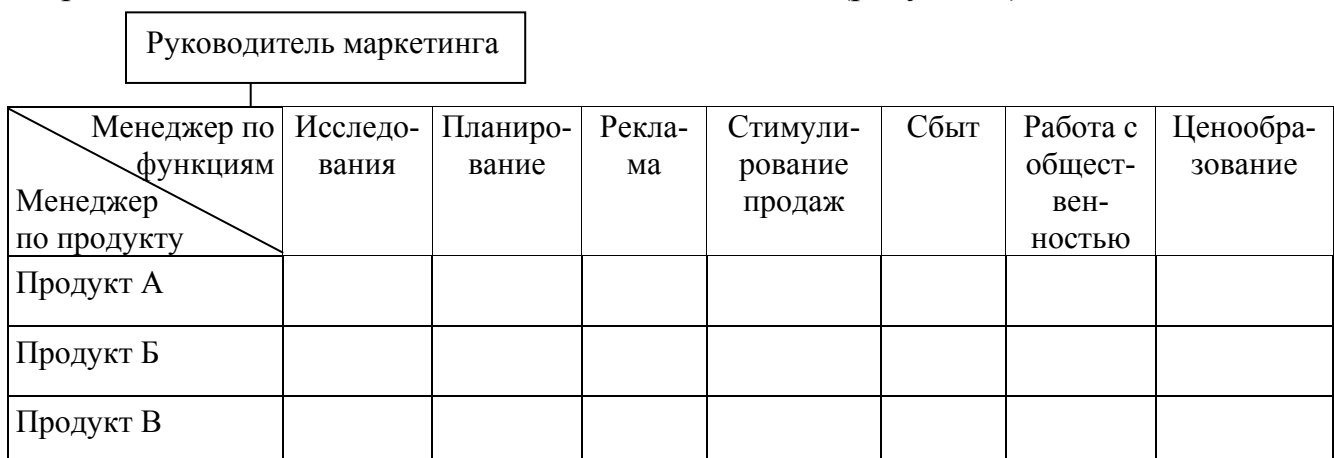 Руководитель маркетинга
Менеджер по функциям
Менеджер по продукту
Исследо-
вания
Планиро-
вание
Рекла-
ма
Стимули-
рование
продаж
Сбыт
Работа с
общест-
вен-
ностью
Ценообра-
зование
Продукт А
Продукт Б
Продукт В